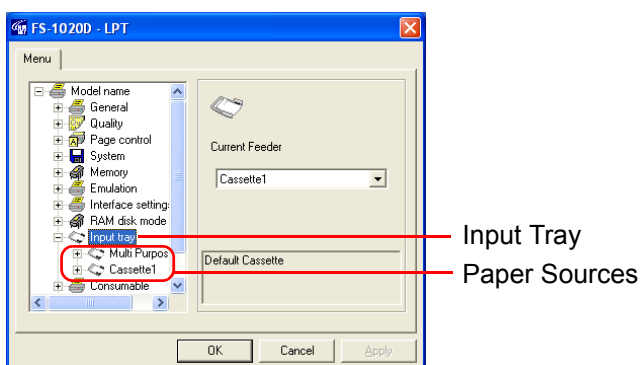 FS-1020D - LPT
Menu
Model name
General
Quality
Page control
System
Memory
Emulation
Interface setting:
RAM disk mode
Input tray
Multi Purpos
Cassette1
Consumable
Current Feeder
Cassette1
Default Cassette
OK Cancel Apply
Input Tray
Paper Sources